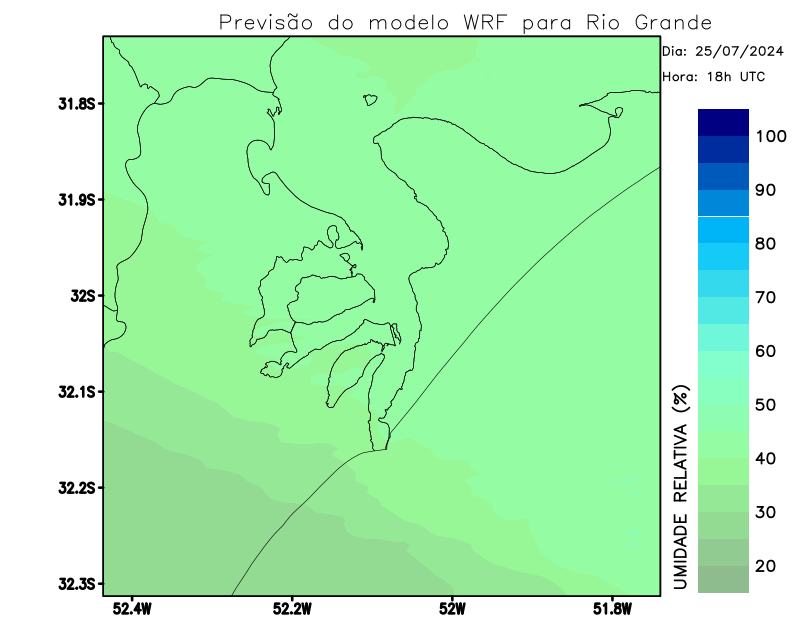 Previsão do modelo WRF para Rio Grande
Dia: 25/07/2024
Hora: 18h UTC
31.8S
31.9S
32S
32.1S
32.2S
32.3S
52.4W
52.2W
52W
51.8W
100
90
80
70
60
50
40
30
20
UMIDADE RELATIVA (%)